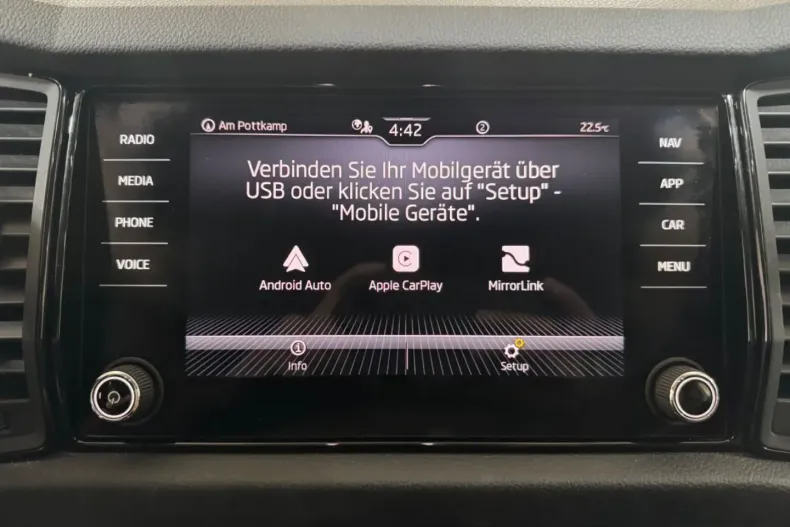 RADIO
MEDIA
PHONE
VOICE
Am Pottkamp
4:42
2
22.5°C
Verbinden Sie Ihr Mobilgerät über
USB oder klicken Sie auf "Setup" -
"Mobile Geräte".
Android Auto
Apple CarPlay
MirrorLink
Info
Setup
NAV
APP
CAR
MENU